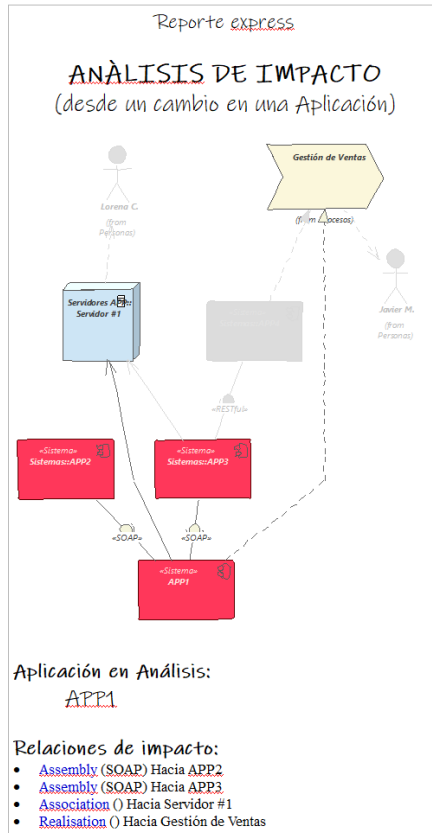 Reporte express
ANÀLISIS DE IMPACTO
(desde un cambio en una Aplicación)
Gestión de Ventas
Lorena C.
(from Personas)
(from Procesos)
Servidores APP::
Servidor #1
Javier M.
(from
Personas)
«RESTful»
«Sistema»
Sistemas::APP2
«Sistema»
Sistemas::APP3
«SOAP»
«SOAP»
«Sistema»
APP1
Aplicación en Análisis:
APP1
Relaciones de impacto:
• Assembly (SOAP) Hacia APP2
• Assembly (SOAP) Hacia APP3
• Association () Hacia Servidor #1
• Realisation () Hacia Gestión de Ventas